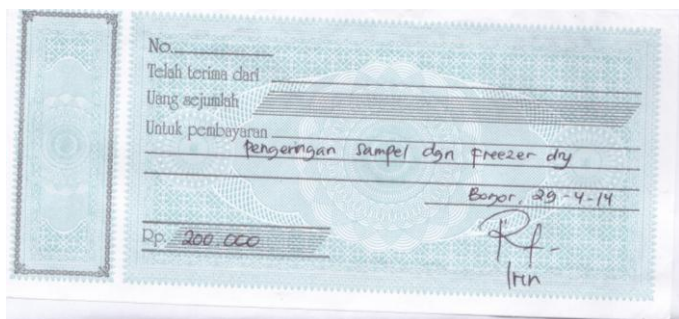 No.
Telah terima dari
Uang sejumlah
Untuk pembayaran
Pengeringan sampel dgn freezer dry
Bogor, 29-4-14
Rp. 200.000
Iren